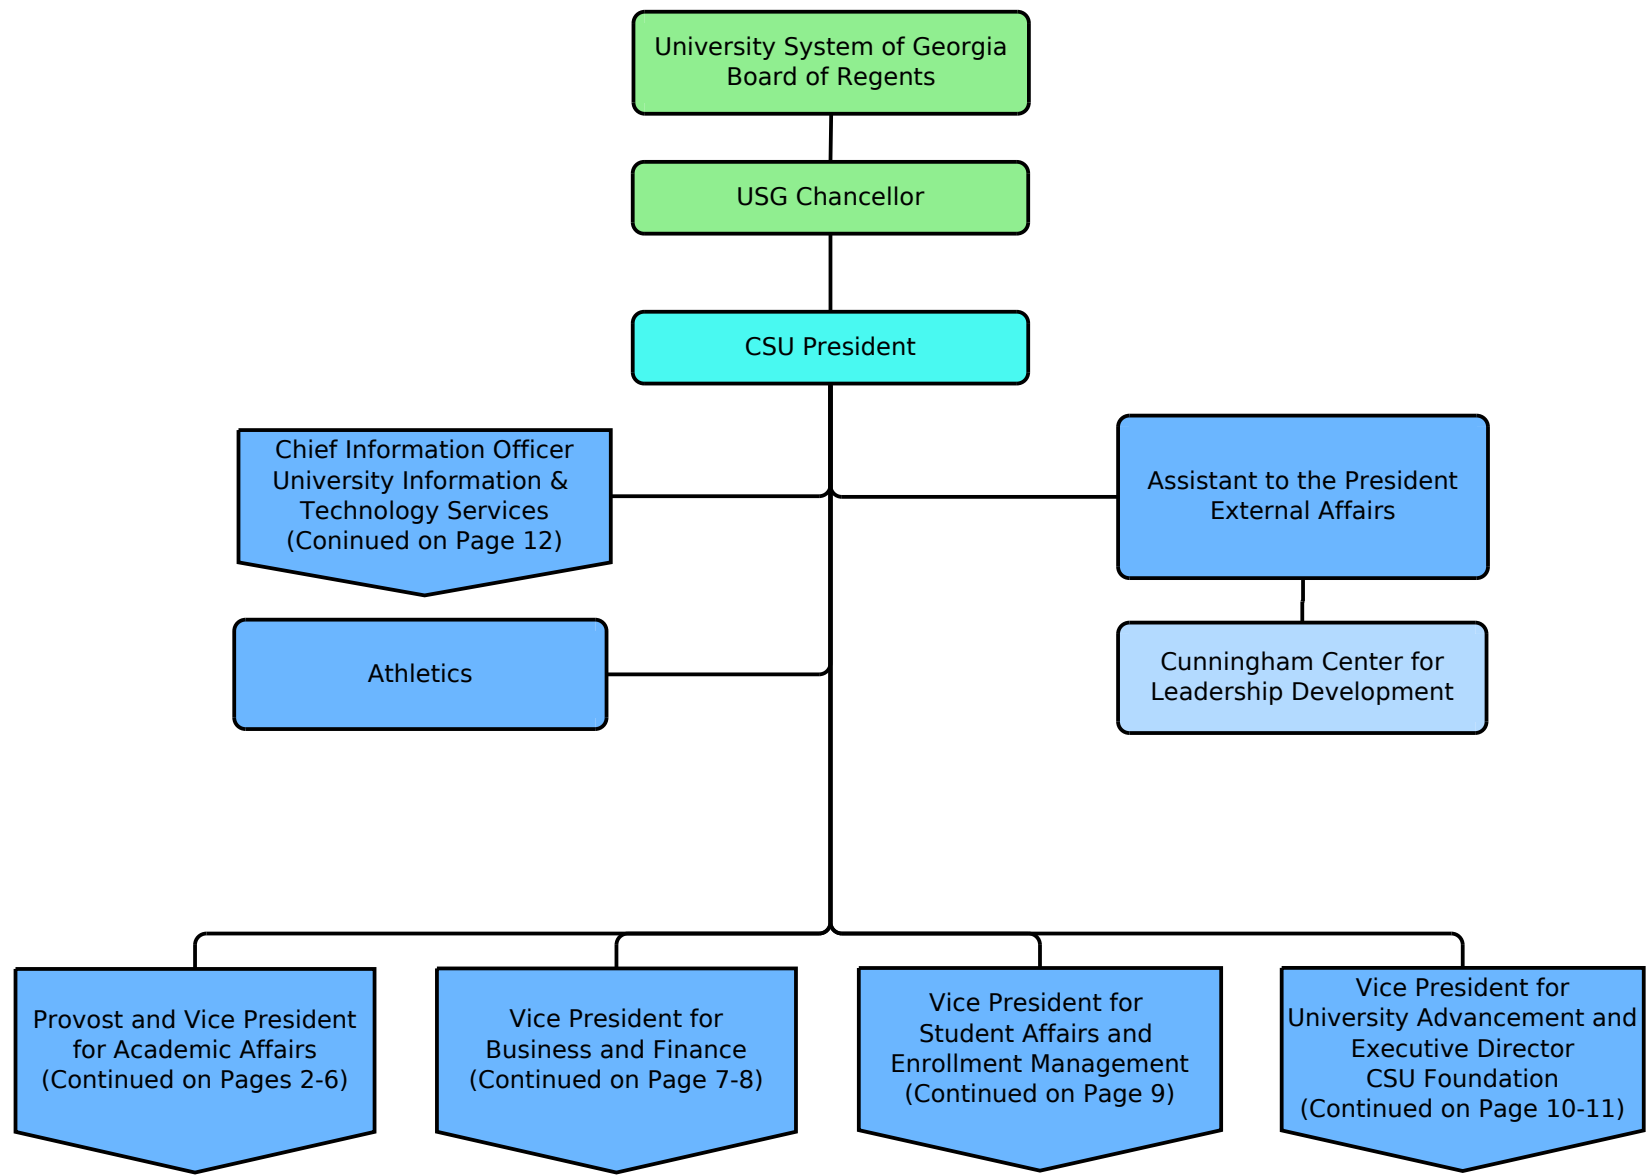 University System of Georgia
Board of Regents
USG Chancellor
CSU President
Chief Information Officer
University Information &
Technology Services
(Coninued on Page 12)
Assistant to the President
External Affairs
Athletics
Cunningham Center for
Leadership Development
Provost and Vice President
for Academic Affairs
(Continued on Pages 2-6)
Vice President for
Business and Finance
(Continued on Page 7-8)
Vice President for
Student Affairs and
Enrollment Management
(Continued on Page 9)
Vice President for
University Advancement and
Executive Director
CSU Foundation
(Continued on Page 10-11)